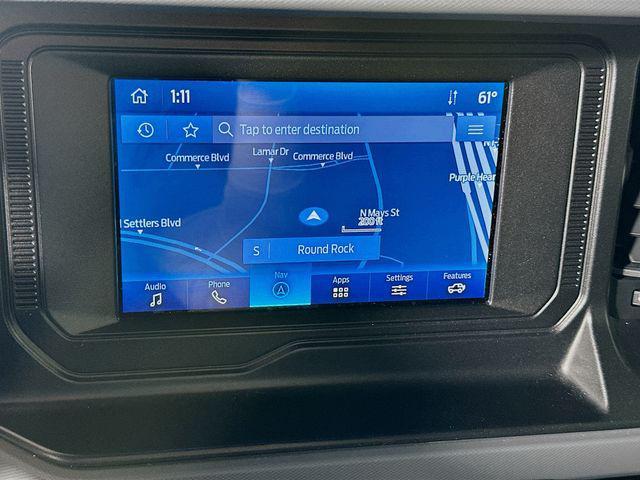 1:11 61°
Tap to enter destination
Lamar Dr
Commerce Blvd Commerce Blvd
Purple Hear
Settlers Blvd
N Mays St
200 ft
S Round Rock
Audio Phone Nav Apps Settings Features